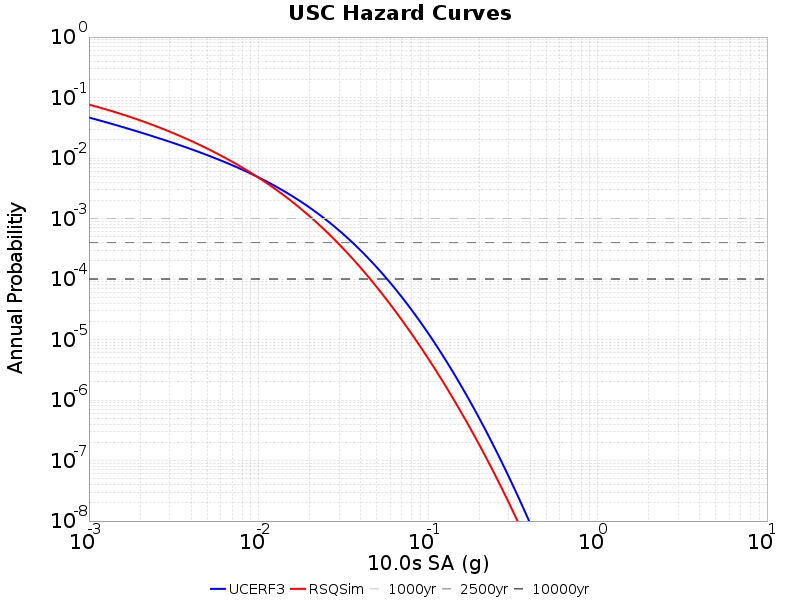 USC Hazard Curves
10^0
10^-1
10^-2
10^-3
10^-4
10^-5
10^-6
10^-7
10^-8
Annual Probabilitiy
10^-3 10^-2 10^-1 10^0 10^1
10.0s SA (g)
UCERF3 RSQSim 1000yr 2500yr 10000yr